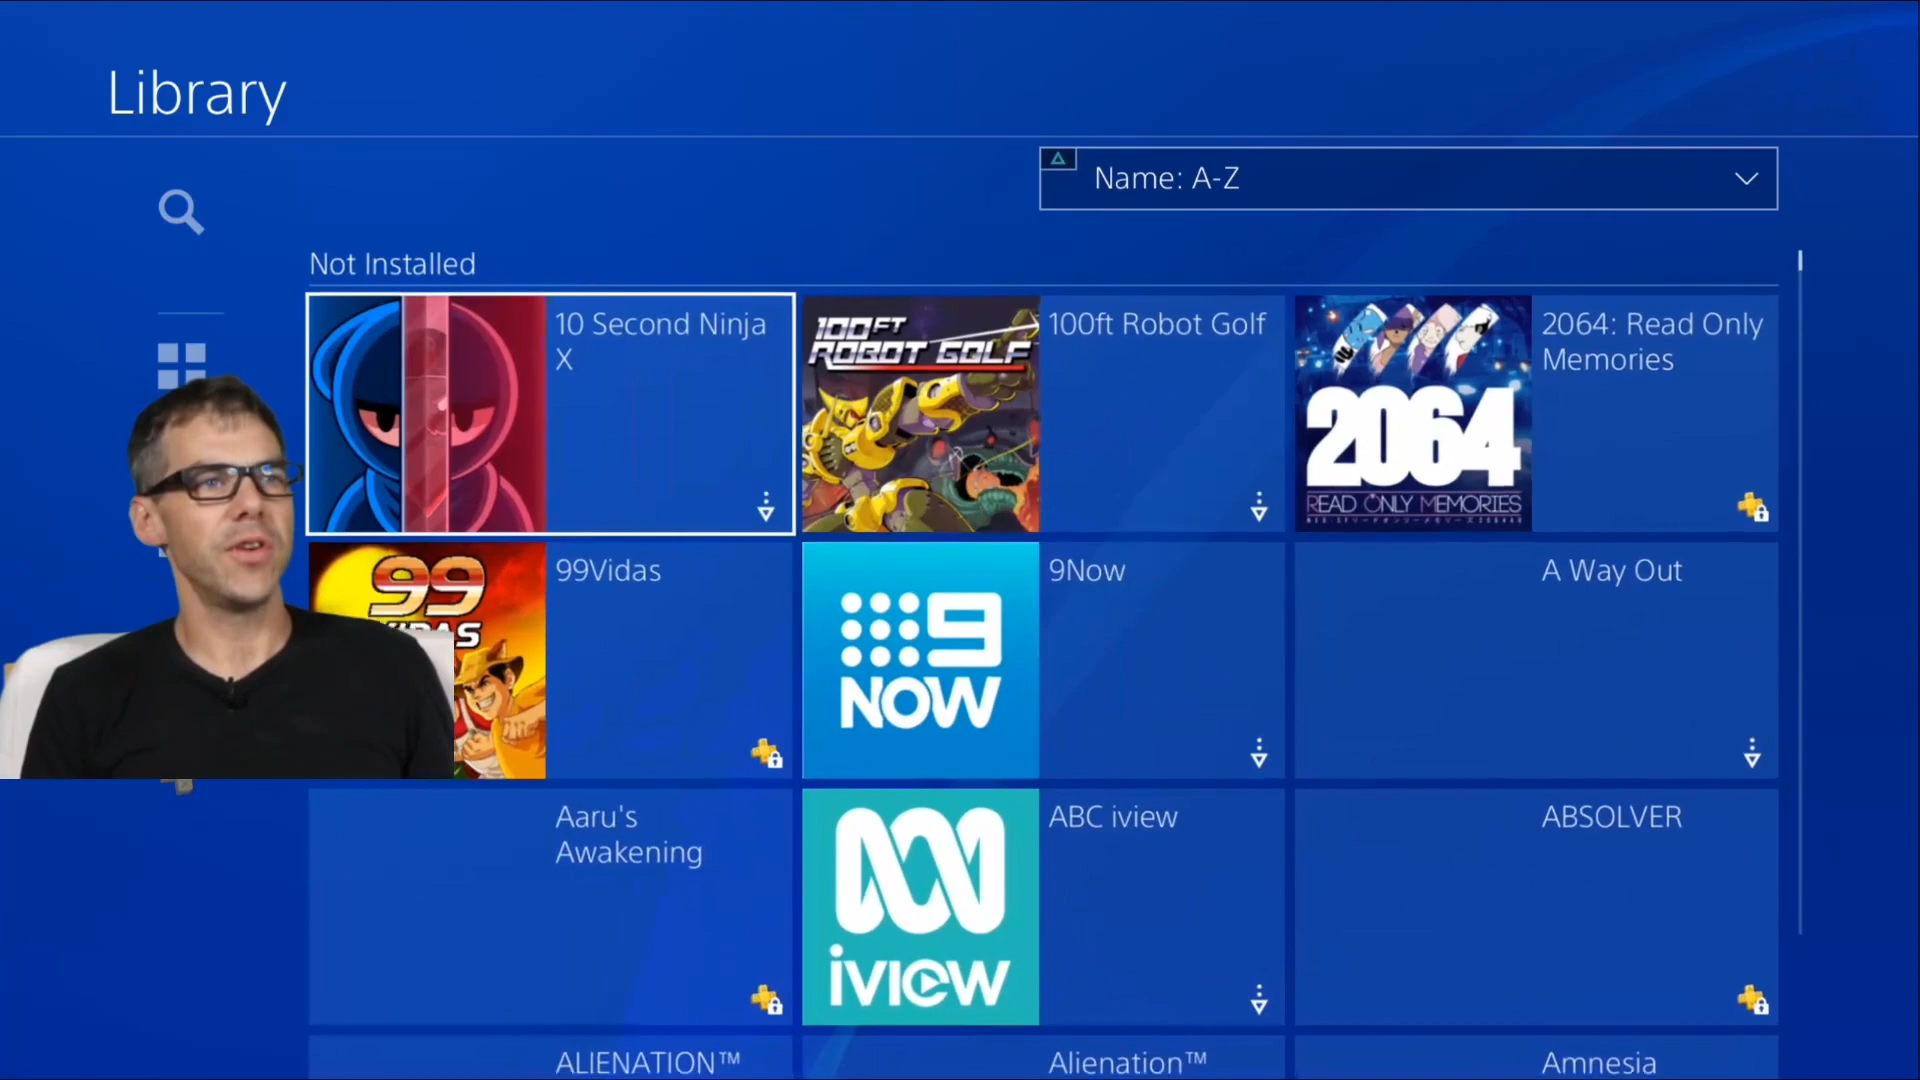 Library
Name: A-Z
Not Installed
10 Second Ninja
X
100FT
ROBOT GOLF
100ft Robot Golf
2064
READ ONLY MEMORIES
2064: Read Only
Memories
99
99Vidas
9
NOW
9Now
A Way Out
Aaru's
Awakening
iview
ABC iview
ABSOLVER
ALIENATION™
Alienation™
Amnesia